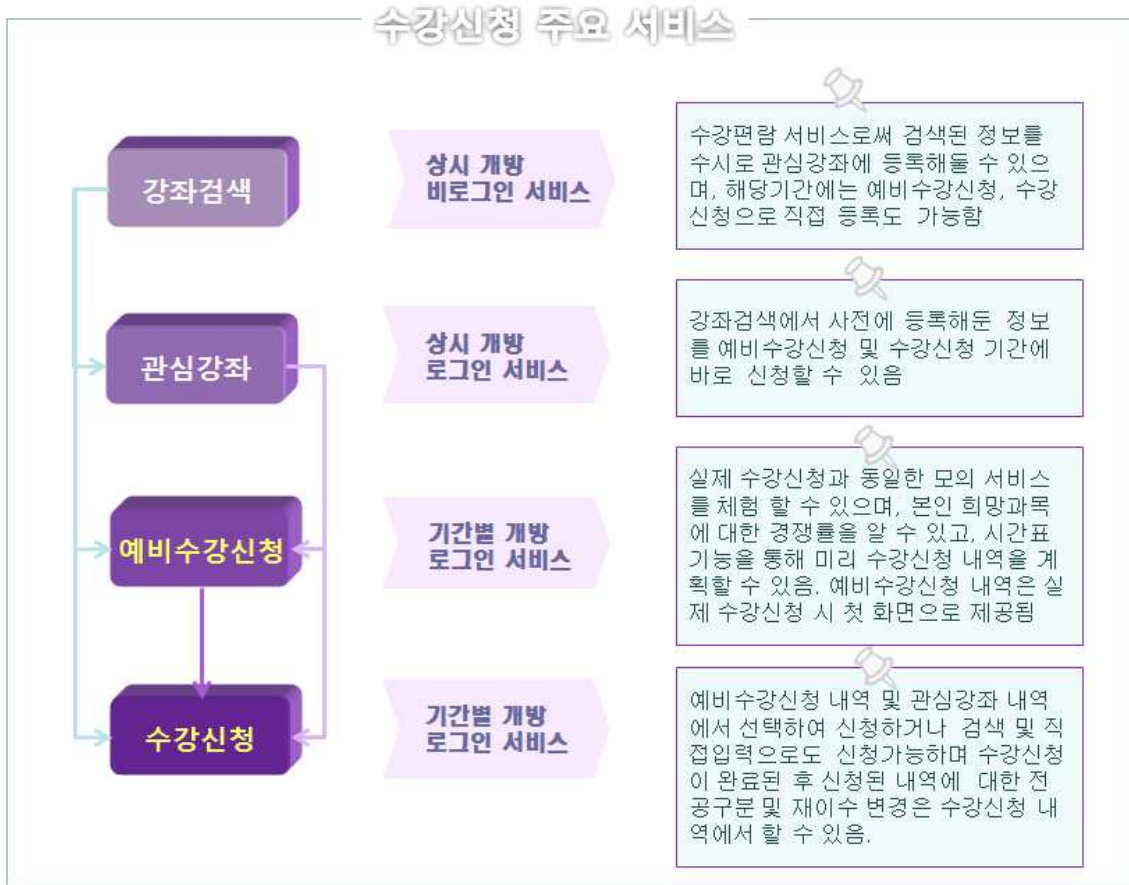 수강신청 주요 서비스
강좌검색
상시 개방
비로그인 서비스
수강편람 서비스로써 검색된 정보를
수시로 관심강좌에 등록해둘 수 있으
며, 해당기간에는 예비수강신청, 수강
신청으로 직접 등록도 가능함
관심강좌
상시 개방
로그인 서비스
강좌검색에서 사전에 등록해둔 정보
를 예비수강신청 및 수강신청 기간에
바로 신청할 수 있음
예비수강신청
기간별 개방
로그인 서비스
실제 수강신청과 동일한 모의 서비스
를 체험 할 수 있으며, 본인 희망과목
에 대한 경쟁률을 알 수 있고, 시간표
기능을 통해 미리 수강신청 내역을 계
획할 수 있음. 예비수강신청 내역은 실
제 수강신청 시 첫 화면으로 제공됨
수강신청
기간별 개방
로그인 서비스
예비수강신청 내역 및 관심강좌 내역
에서 선택하여 신청하거나 검색 및 직
접입력으로도 신청가능하며 수강신청
이 완료된 후 신청된 내역에 대한 전
공구분 및 재이수 변경은 수강신청 내
역에서 할 수 있음.